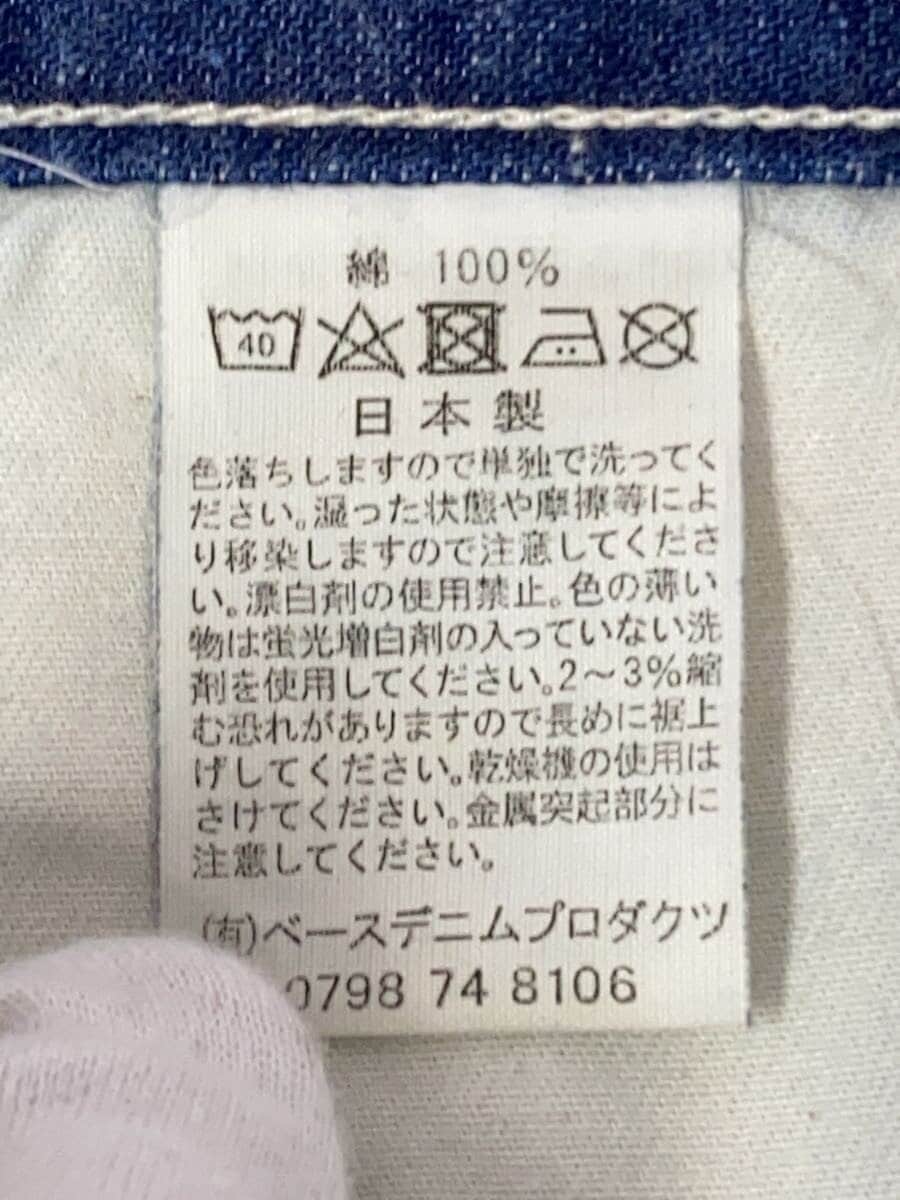 綿 100%
40
日本製
色落ちしますので単独で洗ってく
ださい。湿った状態や摩擦等によ
り移染しますので注意してくださ
い。漂白剤の使用禁止。色の薄い
物は蛍光増白剤の入っていない洗
剤を使用してください。2〜3%縮
む恐れがありますので長めに裾上
げしてください。乾燥機の使用は
さけてください。金属突起部分に
注意してください。
(有)ベースデニムプロダクツ
0798 74 8106